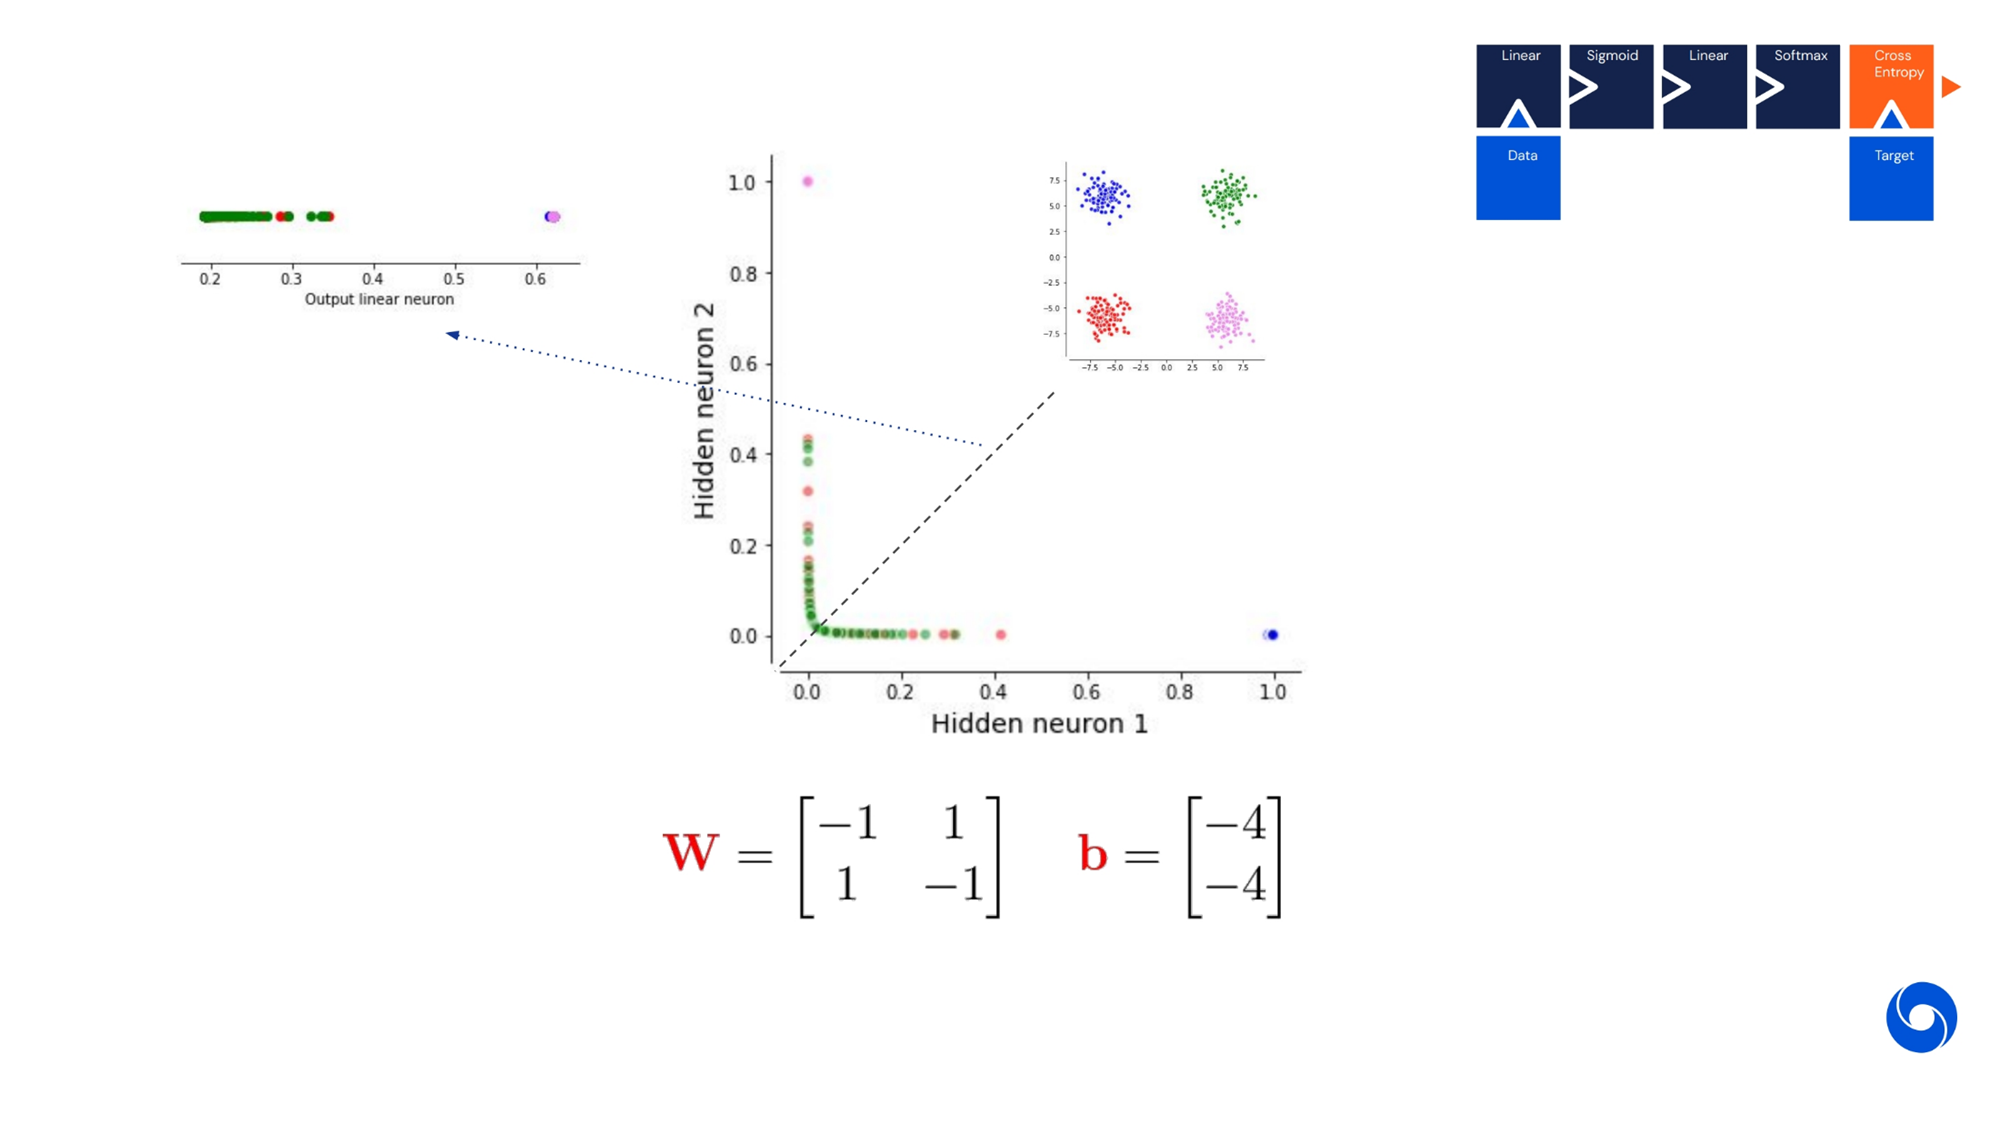 Linear Sigmoid Linear Softmax Cross Entropy
Data Target
0.2 0.3 0.4 0.5 0.6
Output linear neuron
1.0
0.8
0.6
0.4
0.2
0.0
Hidden neuron 2
0.0 0.2 0.4 0.6 0.8 1.0
Hidden neuron 1
7.5
5.0
2.5
0.0
−2.5
−5.0
−7.5
−7.5 −5.0 −2.5 0.0 2.5 5.0 7.5
W = [−1 1
1 −1]
b = [−4
−4]